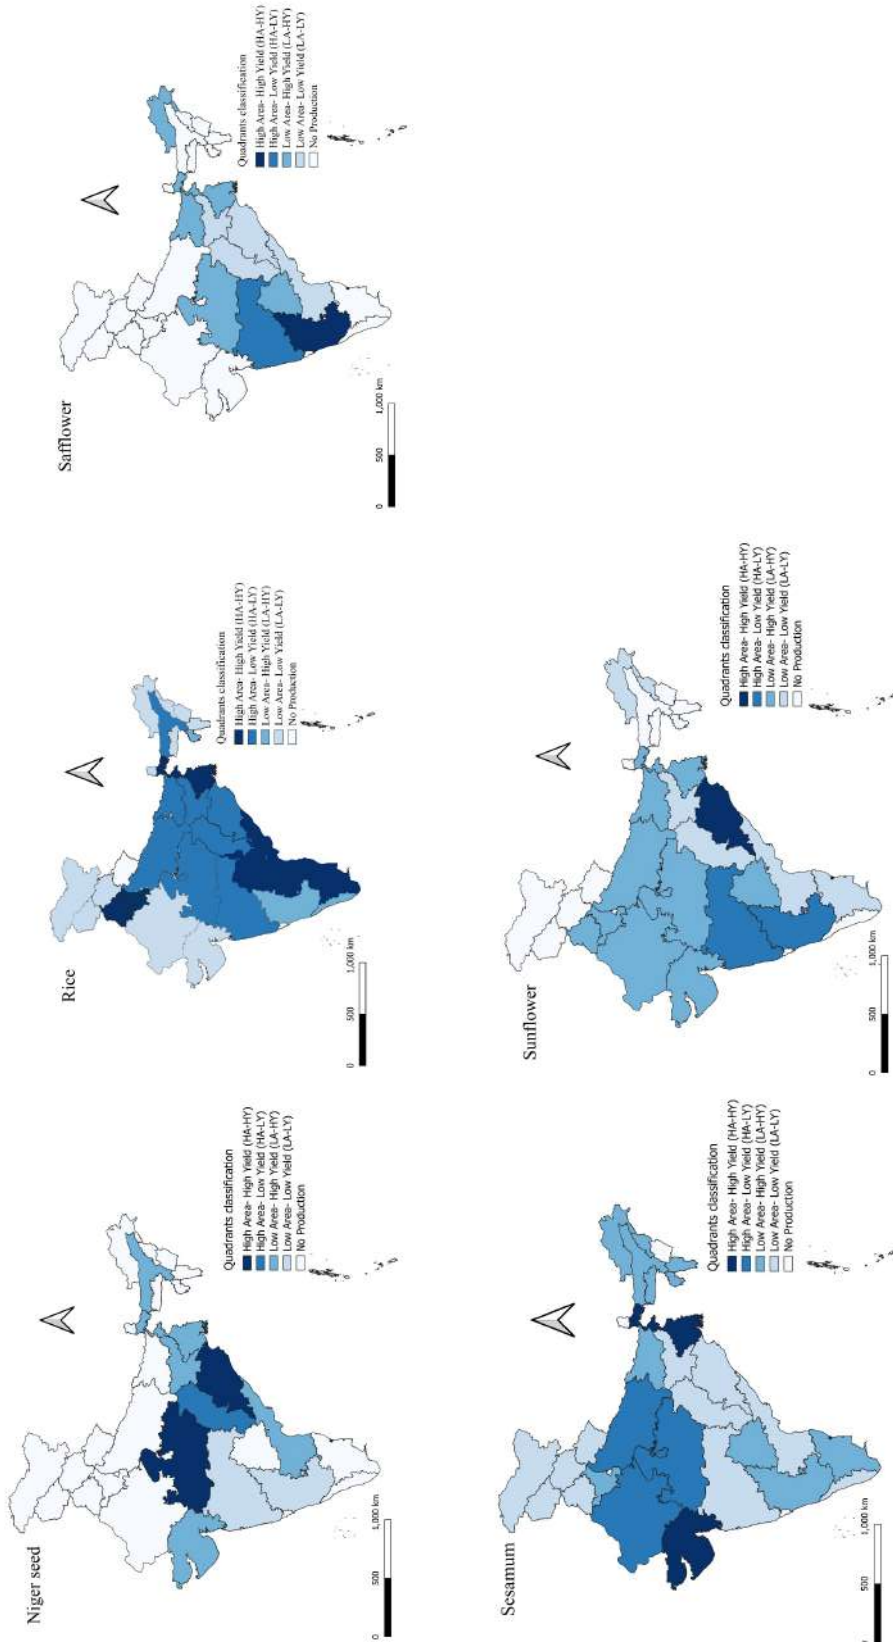 Niger seed
Quadrants classification
High Area- High Yield (HA-HY)
High Area- Low Yield (HA-LY)
Low Area- High Yield (LA-HY)
Low Area- Low Yield (LA-LY)
No Production
0 500 1,000 km
Rice
Quadrants classification
High Area- High Yield (HA-HY)
High Area- Low Yield (HA-LY)
Low Area- High Yield (LA-HY)
Low Area- Low Yield (LA-LY)
No Production
0 500 1,000 km
Safflower
Quadrants classification
High Area- High Yield (HA-HY)
High Area- Low Yield (HA-LY)
Low Area- High Yield (LA-HY)
Low Area- Low Yield (LA-LY)
No Production
0 500 1,000 km
Sesamum
Quadrants classification
High Area- High Yield (HA-HY)
High Area- Low Yield (HA-LY)
Low Area- High Yield (LA-HY)
Low Area- Low Yield (LA-LY)
No Production
0 500 1,000 km
Sunflower
Quadrants classification
High Area- High Yield (HA-HY)
High Area- Low Yield (HA-LY)
Low Area- High Yield (LA-HY)
Low Area- Low Yield (LA-LY)
No Production
0 500 1,000 km